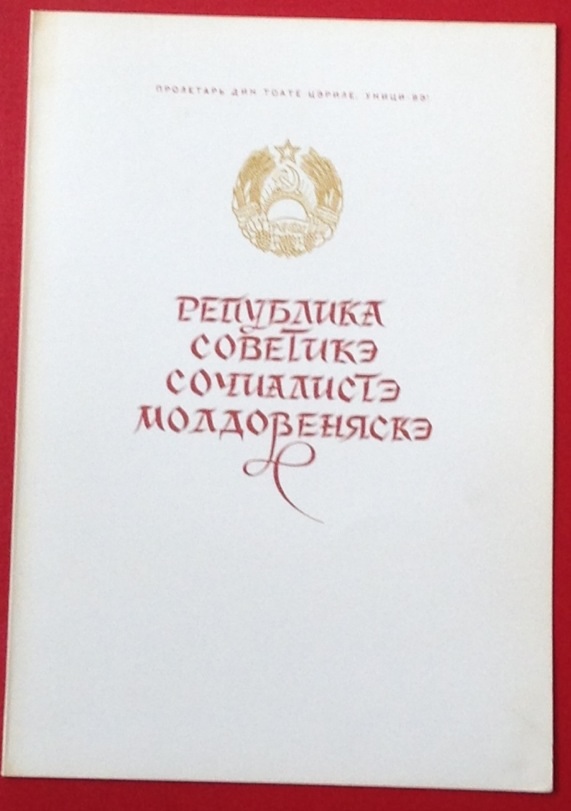 ПРОЛЕТАРЬ ДИН ТОАТЕ ЦЭРИЛЕ, УНИЦИ-ВЭ!
РЕПУБЛИКА
СОВЕТИКЭ
СОЧИАЛИСТЭ
МОЛДОВЕНЯСКЭ